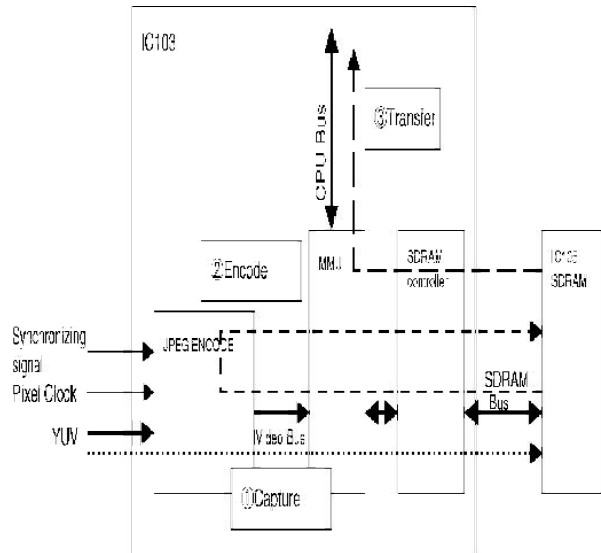 IC103
③Transfer
CPU Bus
②Encode
MMU
SDRAM
controller
IC105
SDRAM
Synchronizing
signal
JPEG ENCODE
Pixel Clock
SDRAM
Bus
YUV
Video Bus
①Capture